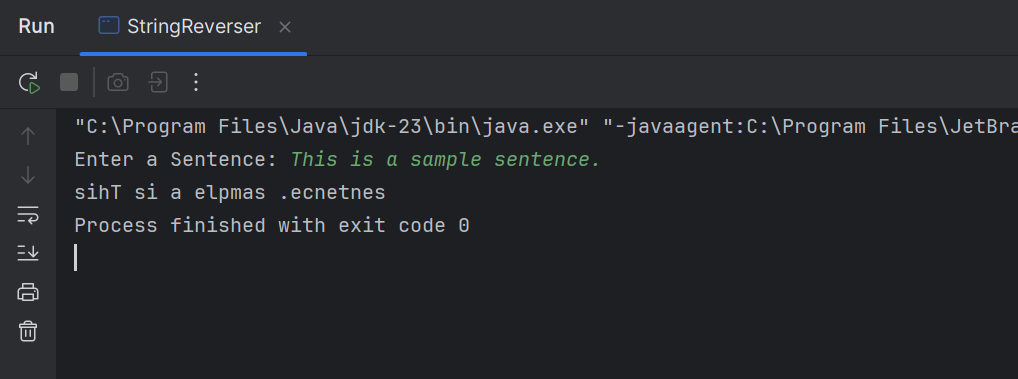 Run StringReverser
"C:\Program Files\Java\jdk-23\bin\java.exe" "-javaagent:C:\Program Files\JetBra
Enter a Sentence: This is a sample sentence.
sihT si a elpmas .ecnetnes
Process finished with exit code 0